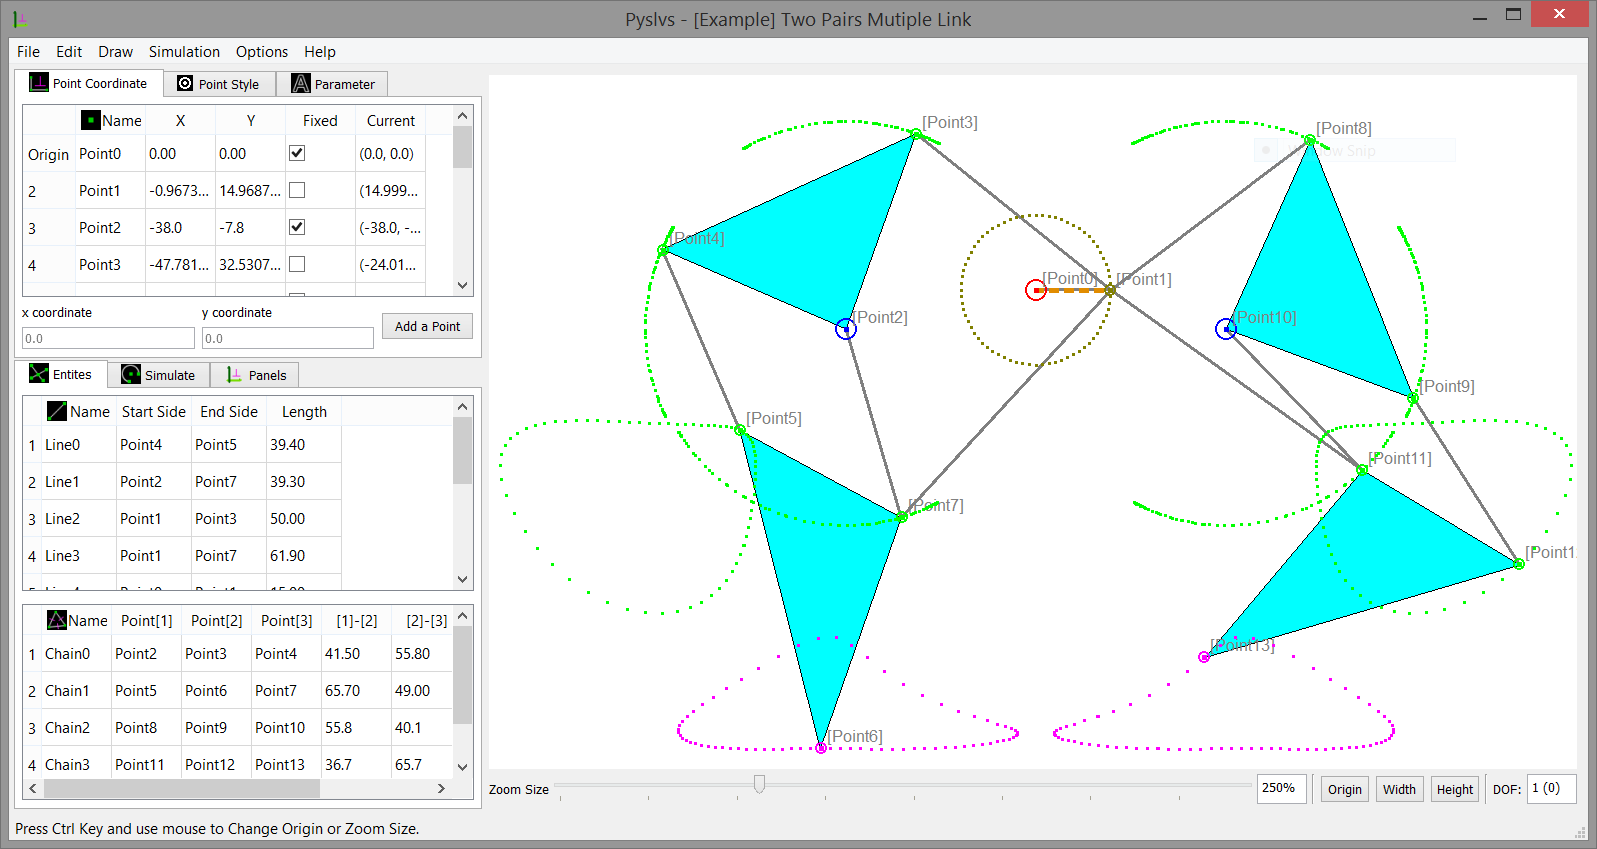 Pyslvs - [Example] Two Pairs Mutiple Link
File Edit Draw Simulation Options Help
Point Coordinate Point Style Parameter
Name X Y Fixed Current
Origin Point0 0.00 0.00 (0.0, 0.0)
2 Point1 -0.9673... 14.9687... (14.999...
3 Point2 -38.0 -7.8 (-38.0, -...
4 Point3 -47.781... 32.5307... (-24.01...
x coordinate y coordinate
0.0 0.0 Add a Point
Entites Simulate Panels
Name Start Side End Side Length
1 Line0 Point4 Point5 39.40
2 Line1 Point2 Point7 39.30
3 Line2 Point1 Point3 50.00
4 Line3 Point1 Point7 61.90
Name Point[1] Point[2] Point[3] [1]-[2] [2]-[3]
1 Chain0 Point2 Point3 Point4 41.50 55.80
2 Chain1 Point5 Point6 Point7 65.70 49.00
3 Chain2 Point8 Point9 Point10 55.8 40.1
4 Chain3 Point11 Point12 Point13 36.7 65.7
[Point3]
[Point8]
Snip
[Point4]
[Point0] [Point1]
[Point2] [Point10]
[Point9]
[Point5]
[Point11]
[Point7]
[Point1
[Point13]
[Point6]
Zoom Size 250% Origin Width Height DOF: 1 (0)
Press Ctrl Key and use mouse to Change Origin or Zoom Size.